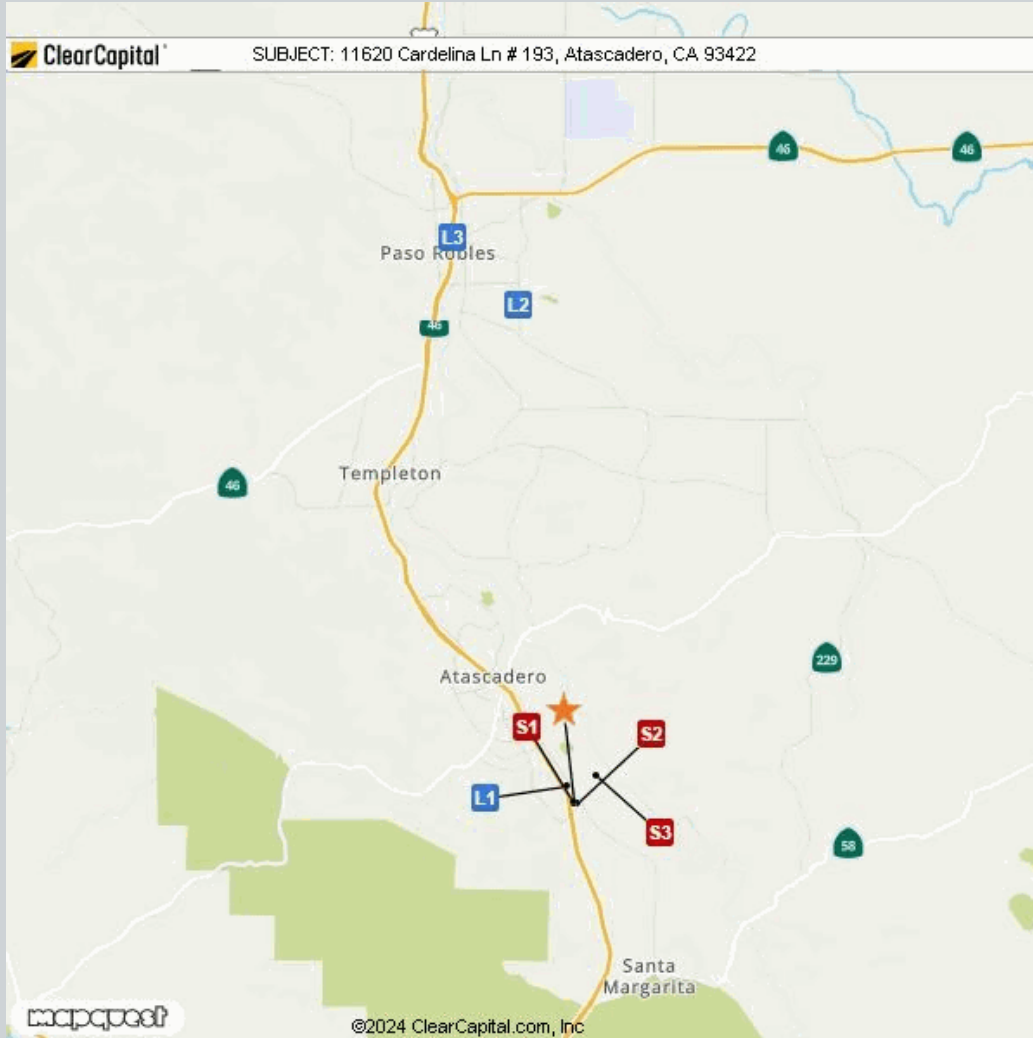 ClearCapital
SUBJECT: 11620 Cardelina Ln # 193, Atascadero, CA 93422
46
46
L3
Paso Robles
L2
46
Templeton
46
229
Atascadero
S1
S2
L1
S3
58
Santa
Margarita
mapquest
©2024 ClearCapital.com, Inc